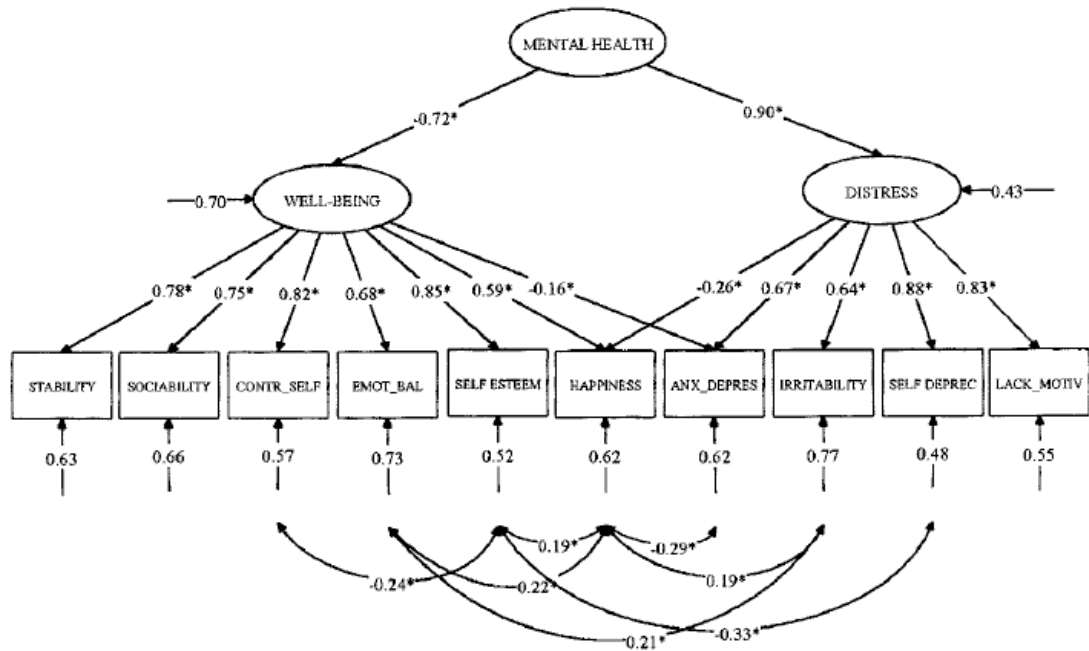 MENTAL HEALTH
-0.72*
0.90*
0.70
WELL-BEING
DISTRESS
0.43
0.78*
0.75*
0.82*
0.68*
0.85*
0.59*
-0.16*
-0.26*
0.67*
0.64*
0.88*
0.83*
STABILITY
SOCIABILITY
CONTR_SELF
EMOT_BAL
SELF ESTEEM
HAPPINESS
ANX_DEPRES
IRRITABILITY
SELF DEPREC
LACK_MOTIV
0.63
0.66
0.57
0.73
0.52
0.62
0.62
0.77
0.48
0.55
0.19*
-0.29*
-0.24*
0.22*
0.19*
0.21*
-0.33*